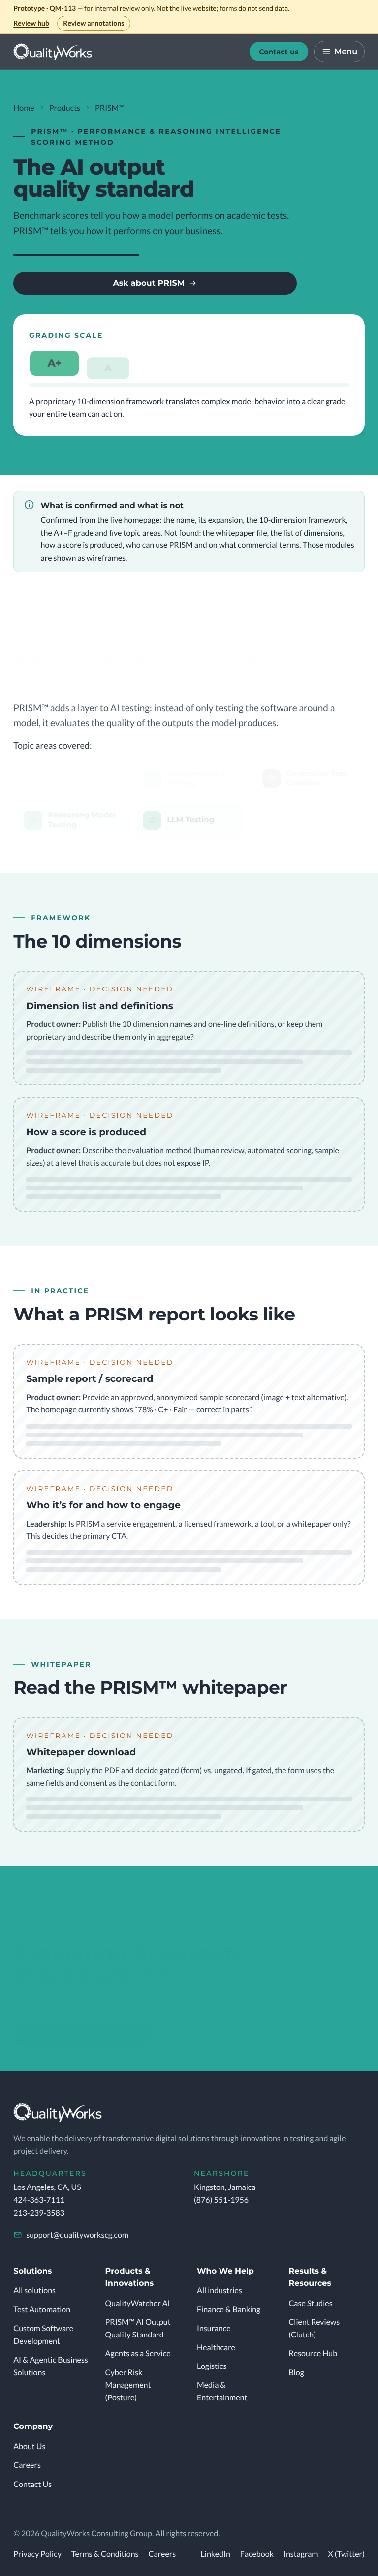 Prototype · QM-113 — for internal review only. Not the live website; forms do not send data.
Review hub Review annotations
QualityWorks Contact us Menu
Home > Products > PRISM™
PRISM™ · PERFORMANCE & REASONING INTELLIGENCE
SCORING METHOD
The AI output
quality standard
Benchmark scores tell you how a model performs on academic tests.
PRISM™ tells you how it performs on your business.
Ask about PRISM →
GRADING SCALE
A+ A
A proprietary 10-dimension framework translates complex model behavior into a clear grade
your entire team can act on.
What is confirmed and what is not
Confirmed from the live homepage: the name, its expansion, the 10-dimension framework,
the A+–F grade and five topic areas. Not found: the whitepaper file, the list of dimensions,
how a score is produced, who can use PRISM and on what commercial terms. Those modules
are shown as wireframes.
PRISM™ adds a layer to AI testing: instead of only testing the software around a
model, it evaluates the quality of the outputs the model produces.
Topic areas covered:
Reasoning Model
Testing
LLM Testing
FRAMEWORK
The 10 dimensions
WIREFRAME · DECISION NEEDED
Dimension list and definitions
Product owner: Publish the 10 dimension names and one-line definitions, or keep them
proprietary and describe them only in aggregate?
WIREFRAME · DECISION NEEDED
How a score is produced
Product owner: Describe the evaluation method (human review, automated scoring, sample
sizes) at a level that is accurate but does not expose IP.
IN PRACTICE
What a PRISM report looks like
WIREFRAME · DECISION NEEDED
Sample report / scorecard
Product owner: Provide an approved, anonymized sample scorecard (image + text alternative).
The homepage currently shows “78% · C+ · Fair — correct in parts”.
WIREFRAME · DECISION NEEDED
Who it’s for and how to engage
Leadership: Is PRISM a service engagement, a licensed framework, a tool, or a whitepaper only?
This decides the primary CTA.
WHITEPAPER
Read the PRISM™ whitepaper
WIREFRAME · DECISION NEEDED
Whitepaper download
Marketing: Supply the PDF and decide gated (form) vs. ungated. If gated, the form uses the
same fields and consent as the contact form.
QualityWorks
We enable the delivery of transformative digital solutions through innovations in testing and agile
project delivery.
HEADQUARTERS
Los Angeles, CA, US
424-363-7111
213-239-3583
NEARSHORE
Kingston, Jamaica
(876) 551-1956
support@qualityworkscg.com
Solutions
All solutions
Test Automation
Custom Software
Development
AI & Agentic Business
Solutions
Products &
Innovations
QualityWatcher AI
PRISM™ AI Output
Quality Standard
Agents as a Service
Cyber Risk
Management
(Posture)
Who We Help
All industries
Finance & Banking
Insurance
Healthcare
Logistics
Media &
Entertainment
Results &
Resources
Case Studies
Client Reviews
(Clutch)
Resource Hub
Blog
Company
About Us
Careers
Contact Us
© 2026 QualityWorks Consulting Group. All rights reserved.
Privacy Policy Terms & Conditions Careers LinkedIn Facebook Instagram X (Twitter)